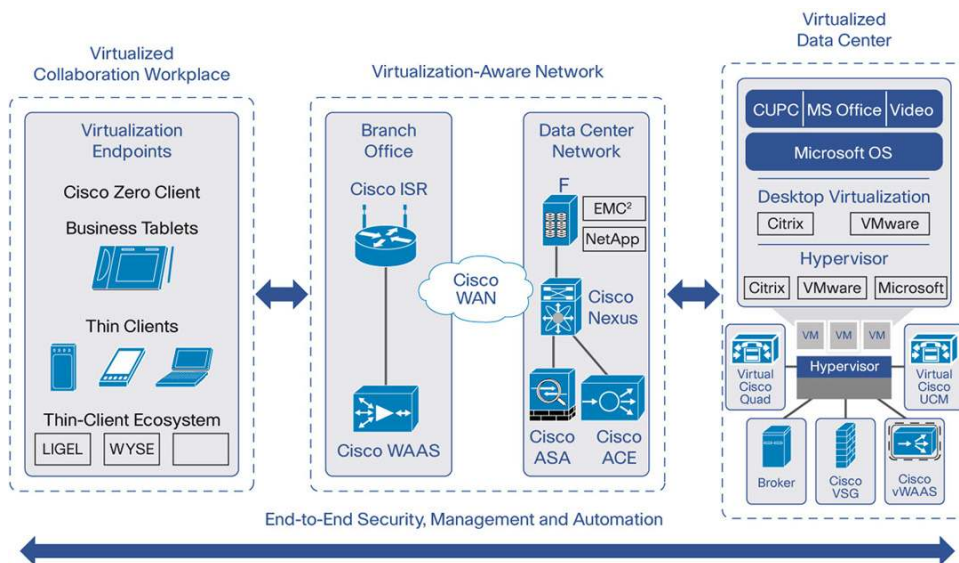 Virtualized
Collaboration Workplace
Virtualization
Endpoints
Cisco Zero Client
Business Tablets
Thin Clients
Thin-Client Ecosystem
LIGEL
WYSE
Virtualization-Aware Network
Branch
Office
Cisco ISR
Cisco WAAS
Cisco
WAN
Data Center
Network
F
EMC²
NetApp
Cisco
Nexus
Cisco
ASA
Cisco
ACE
Virtualized
Data Center
CUPC
MS Office
Video
Microsoft OS
Desktop Virtualization
Citrix
VMware
Hypervisor
Citrix
VMware
Microsoft
VM
VM
VM
Virtual
Cisco
Quad
Hypervisor
Virtual
Cisco
UCM
Broker
Cisco
VSG
Cisco
vWAAS
End-to-End Security, Management and Automation